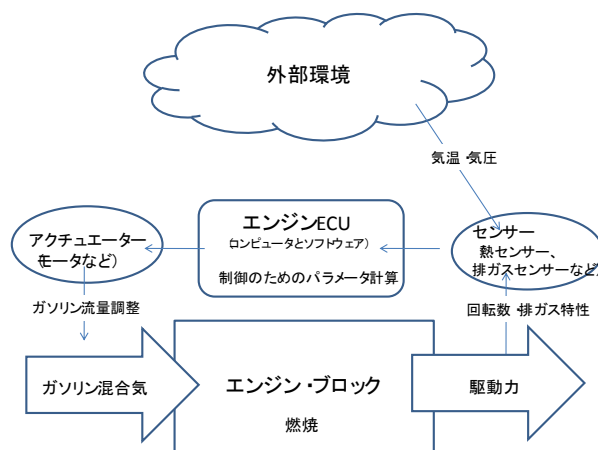 外部環境
気温・気圧
エンジンECU
(コンピュータとソフトウェア)
制御のためのパラメータ計算
アクチュエーター
(モータなど)
センサー
熱センサー、
排ガスセンサーなど)
ガソリン流量調整
回転数・排ガス特性
ガソリン混合気
エンジン・ブロック
燃焼
駆動力